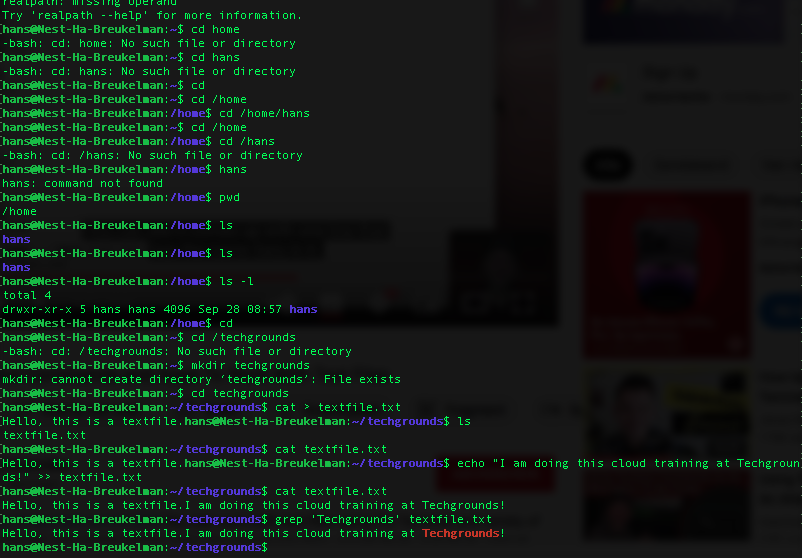 realpath: missing operand
Try 'realpath --help' for more information.
[hans@Nest-Ha-Breukelman:~$ cd home
-bash: cd: home: No such file or directory
[hans@Nest-Ha-Breukelman:~$ cd hans
-bash: cd: hans: No such file or directory
[hans@Nest-Ha-Breukelman:~$ cd
[hans@Nest-Ha-Breukelman:~$ cd /home
[hans@Nest-Ha-Breukelman:/home$ cd /home/hans
[hans@Nest-Ha-Breukelman:~$ cd /home
[hans@Nest-Ha-Breukelman:/home$ cd /hans
-bash: cd: /hans: No such file or directory
[hans@Nest-Ha-Breukelman:/home$ hans
hans: command not found
[hans@Nest-Ha-Breukelman:/home$ pwd
/home
[hans@Nest-Ha-Breukelman:/home$ ls
hans
[hans@Nest-Ha-Breukelman:/home$ ls
hans
[hans@Nest-Ha-Breukelman:/home$ ls -l
total 4
drwxr-xr-x 5 hans hans 4096 Sep 28 08:57 hans
[hans@Nest-Ha-Breukelman:/home$ cd
[hans@Nest-Ha-Breukelman:~$ cd /techgrounds
-bash: cd: /techgrounds: No such file or directory
[hans@Nest-Ha-Breukelman:~$ mkdir techgrounds
mkdir: cannot create directory ‘techgrounds’: File exists
[hans@Nest-Ha-Breukelman:~$ cd techgrounds
[hans@Nest-Ha-Breukelman:~/techgrounds$ cat > textfile.txt
[Hello, this is a textfile.hans@Nest-Ha-Breukelman:~/techgrounds$ ls
textfile.txt
[hans@Nest-Ha-Breukelman:~/techgrounds$ cat textfile.txt
[Hello, this is a textfile.hans@Nest-Ha-Breukelman:~/techgrounds$ echo "I am doing this cloud training at Techgroun
ds!" >> textfile.txt
[hans@Nest-Ha-Breukelman:~/techgrounds$ cat textfile.txt
Hello, this is a textfile.I am doing this cloud training at Techgrounds!
[hans@Nest-Ha-Breukelman:~/techgrounds$ grep 'Techgrounds' textfile.txt
Hello, this is a textfile.I am doing this cloud training at Techgrounds!
hans@Nest-Ha-Breukelman:~/techgrounds$